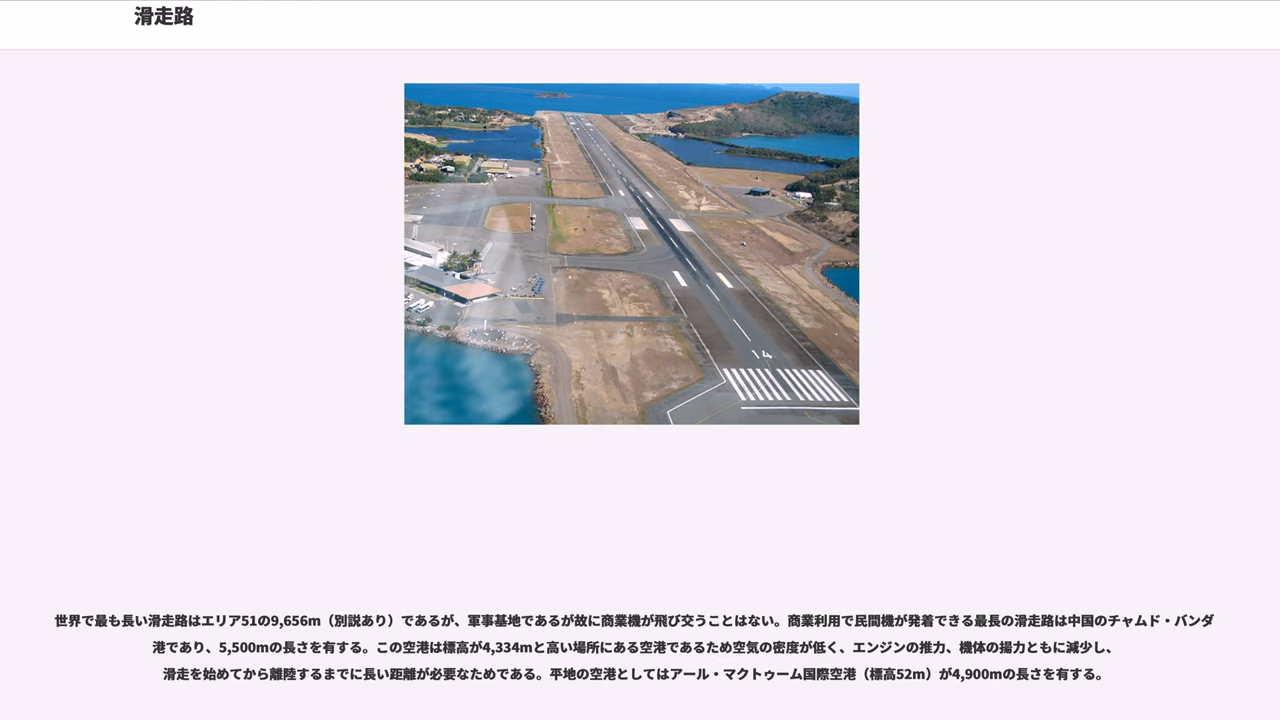 滑走路
14
世界で最も長い滑走路はエリア51の9,656m（別説あり）であるが、軍事基地であるが故に商業機が飛び交うことはない。商業利用で民間機が発着できる最長の滑走路は中国のチャムド・バンダ
港であり、5,500mの長さを有する。この空港は標高が4,334mと高い場所にある空港であるため空気の密度が低く、エンジンの推力、機体の揚力ともに減少し、
滑走を始めてから離陸するまでに長い距離が必要なためである。平地の空港としてはアール・マクトゥーム国際空港（標高52m）が4,900mの長さを有する。